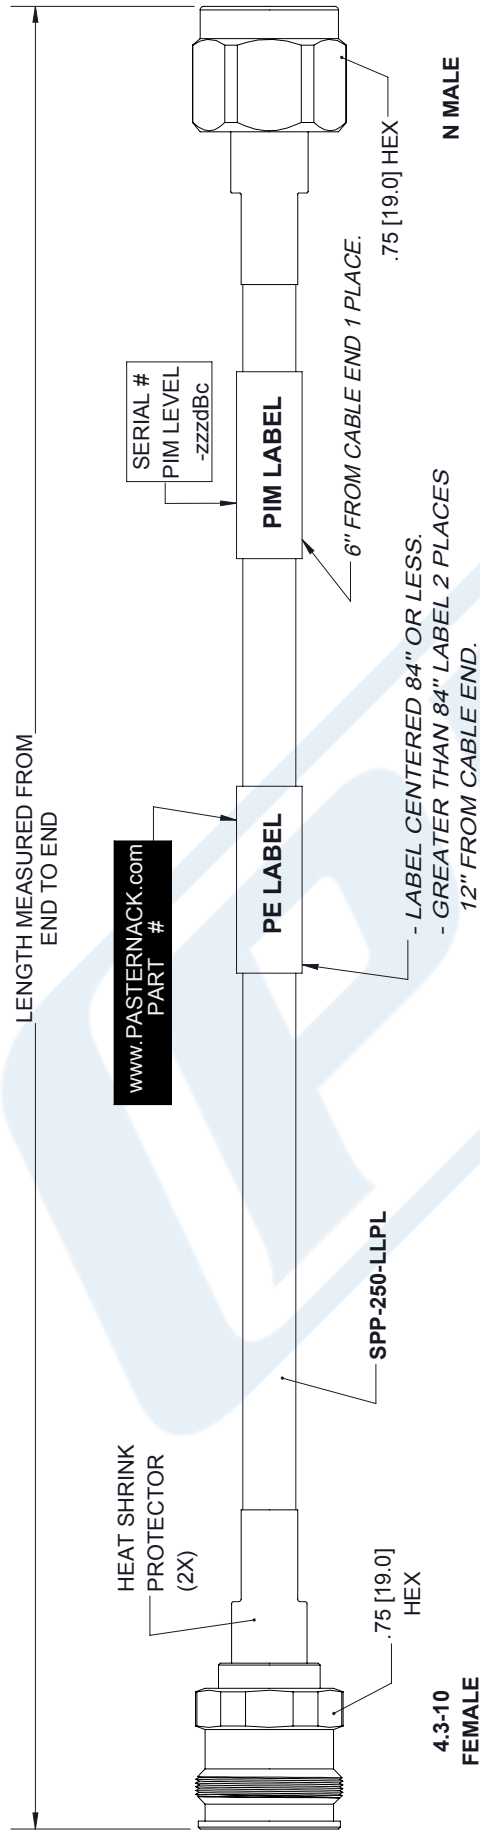 LENGTH MEASURED FROM
END TO END
HEAT SHRINK
PROTECTOR
(2X)
www.PASTERNACK.com
PART #
SERIAL #
PIM LEVEL
-zzzdBc
PE LABEL
PIM LABEL
6" FROM CABLE END 1 PLACE.
.75 [19.0] HEX
N MALE
- LABEL CENTERED 84" OR LESS.
- GREATER THAN 84" LABEL 2 PLACES
12" FROM CABLE END.
SPP-250-LLPL
.75 [19.0]
HEX
4.3-10
FEMALE